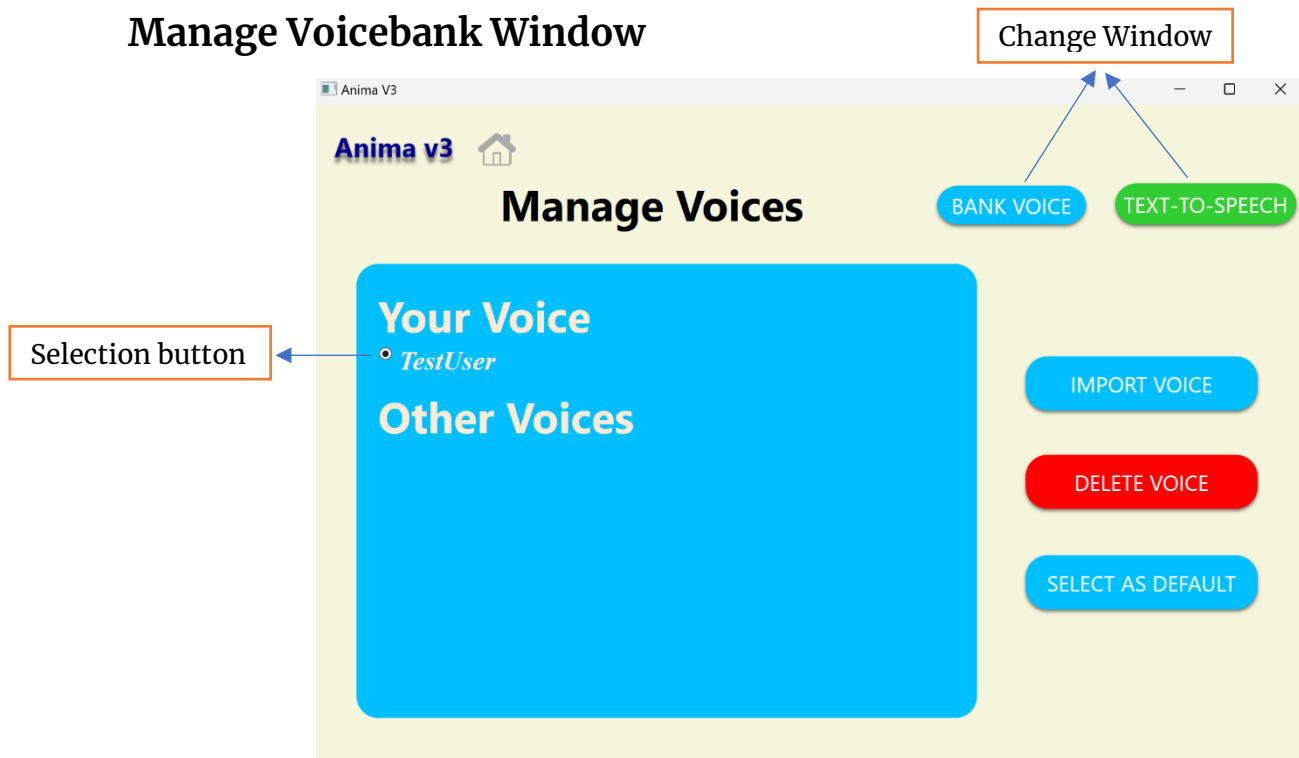 Manage Voicebank Window
Change Window
Anima V3
Anima v3
Manage Voices
BANK VOICE
TEXT-TO-SPEECH
Your Voice
Selection button
TestUser
Other Voices
IMPORT VOICE
DELETE VOICE
SELECT AS DEFAULT